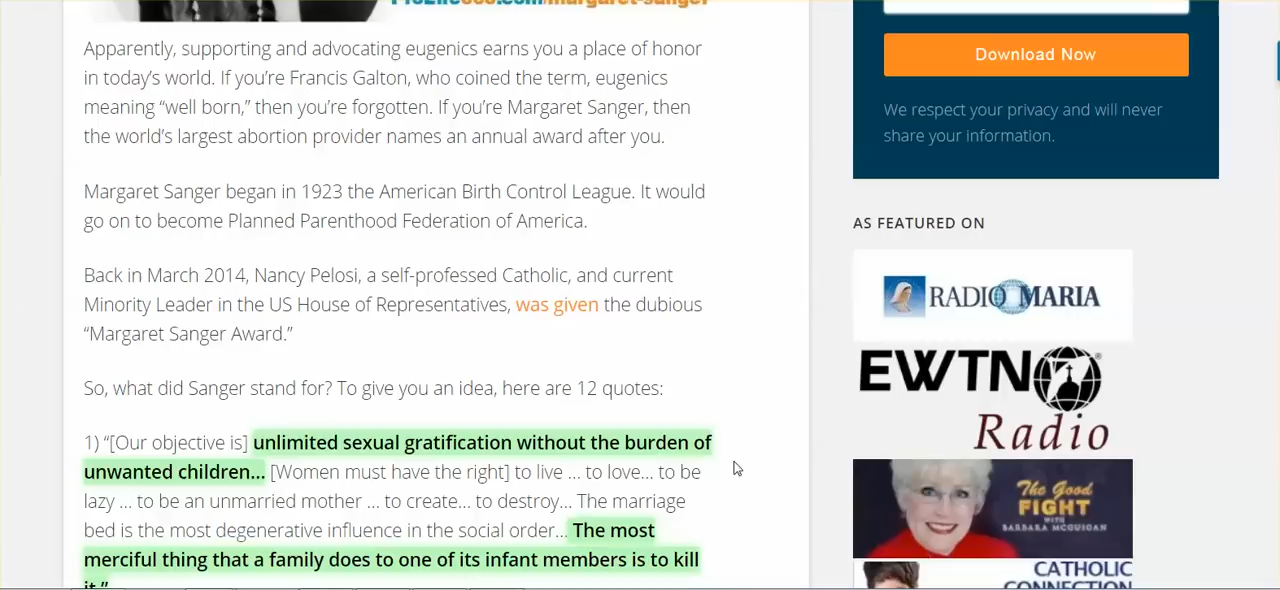 ProLife365.com/margaret-sanger
Apparently, supporting and advocating eugenics earns you a place of honor
in today’s world. If you’re Francis Galton, who coined the term, eugenics
meaning “well born,” then you’re forgotten. If you’re Margaret Sanger, then
the world’s largest abortion provider names an annual award after you.
Margaret Sanger began in 1923 the American Birth Control League. It would
go on to become Planned Parenthood Federation of America.
Back in March 2014, Nancy Pelosi, a self-professed Catholic, and current
Minority Leader in the US House of Representatives, was given the dubious
“Margaret Sanger Award.”
So, what did Sanger stand for? To give you an idea, here are 12 quotes:
1) “[Our objective is] unlimited sexual gratification without the burden of
unwanted children... [Women must have the right] to live ... to love... to be
lazy ... to be an unmarried mother ... to create... to destroy... The marriage
bed is the most degenerative influence in the social order... The most
merciful thing that a family does to one of its infant members is to kill
it.”
Download Now
We respect your privacy and will never
share your information.
AS FEATURED ON
RADIO MARIA
EWTN
Radio
The Good
FIGHT
WITH
BARBARA MCGUIGAN
CATHOLIC
CONNECTION